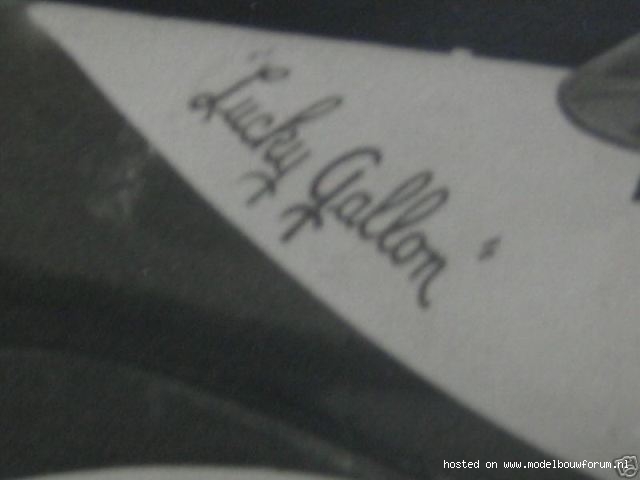 "Lucky Gallon"
hosted on www.modelbouwforum.nl